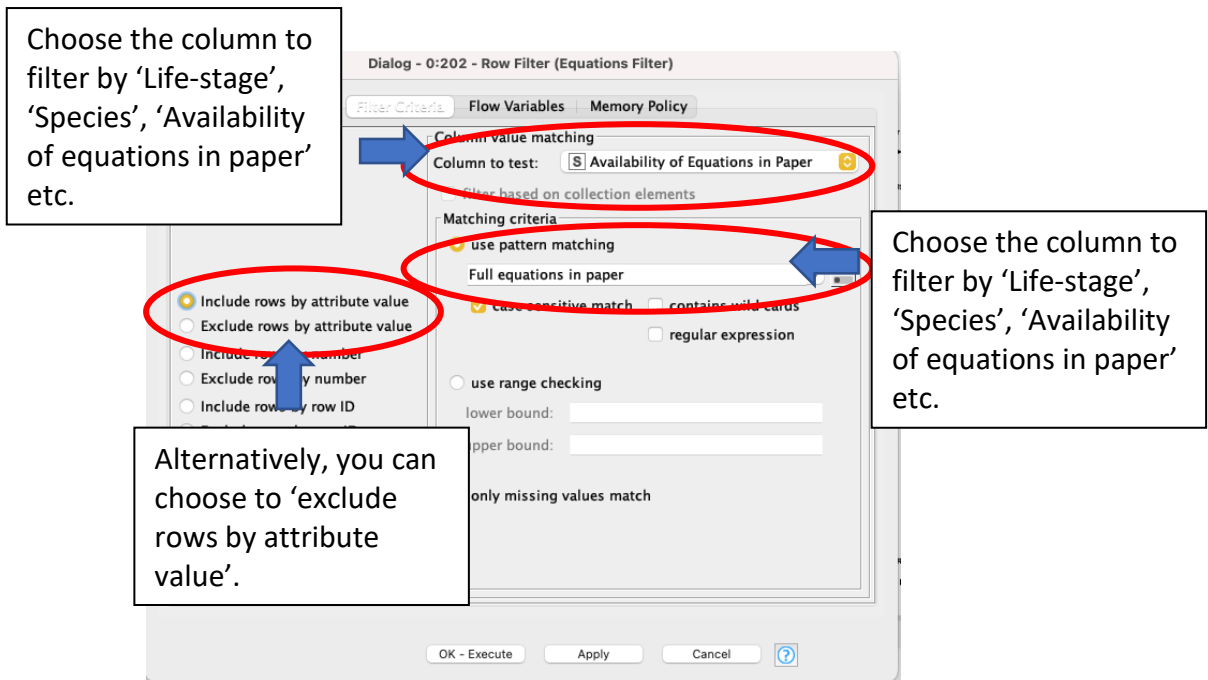 Choose the column to
filter by ‘Life-stage’,
‘Species’, ‘Availability
of equations in paper’
etc.
Dialog - 0:202 - Row Filter (Equations Filter)
Filter Criteria Flow Variables Memory Policy
Column value matching
Column to test: S Availability of Equations in Paper
filter based on collection elements
Matching criteria
use pattern matching
Full equations in paper
case sensitive match contains wild cards
regular expression
Choose the column to
filter by ‘Life-stage’,
‘Species’, ‘Availability
of equations in paper’
etc.
Include rows by attribute value
Exclude rows by attribute value
Include rows by number
Exclude rows by number
Include rows by row ID
use range checking
lower bound:
upper bound:
only missing values match
Alternatively, you can
choose to ‘exclude
rows by attribute
value’.
OK - Execute Apply Cancel ?